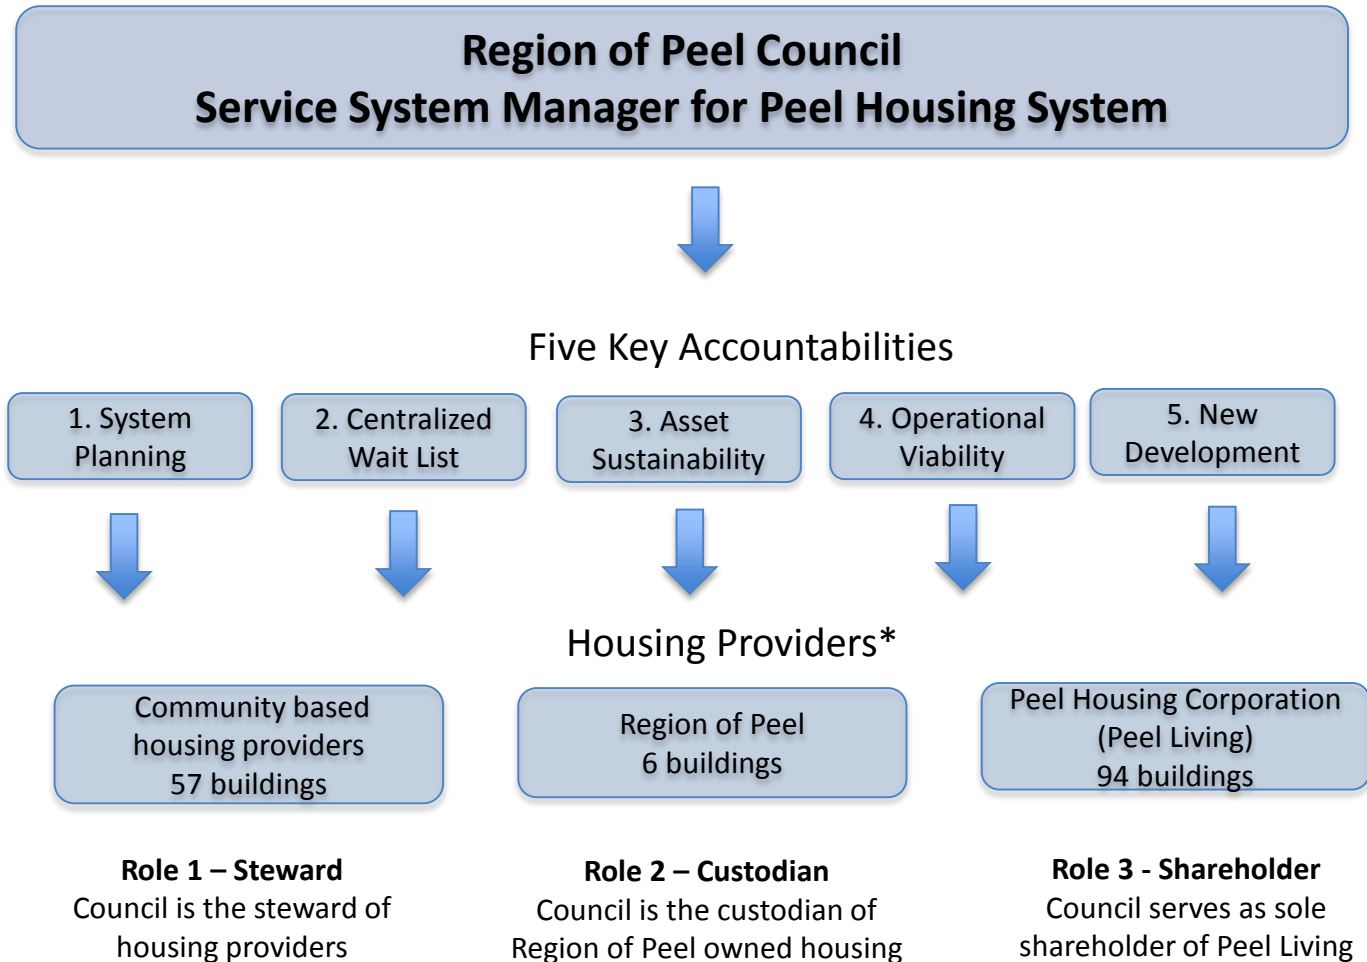 Region of Peel Council
Service System Manager for Peel Housing System
Five Key Accountabilities
1. System
Planning
2. Centralized
Wait List
3. Asset
Sustainability
4. Operational
Viability
5. New
Development
Housing Providers*
Community based
housing providers
57 buildings
Region of Peel
6 buildings
Peel Housing Corporation
(Peel Living)
94 buildings
Role 1 – Steward
Council is the steward of
housing providers
Role 2 – Custodian
Council is the custodian of
Region of Peel owned housing
Role 3 - Shareholder
Council serves as sole
shareholder of Peel Living